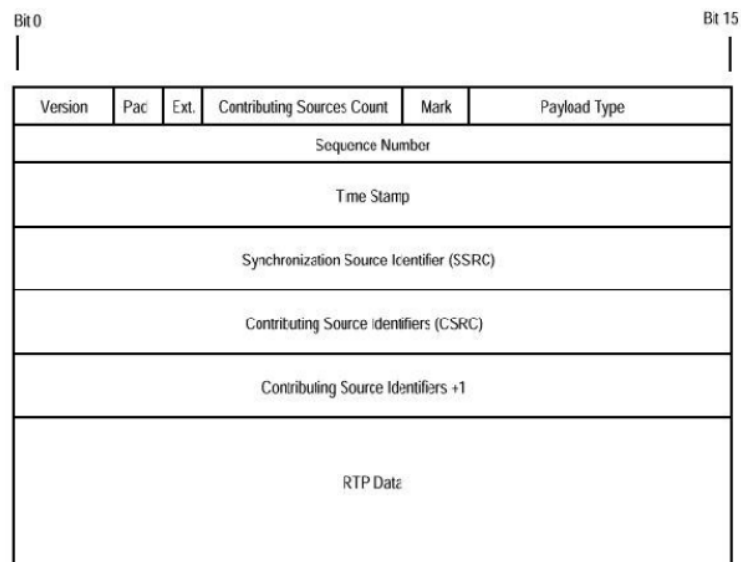 Bit 0 Bit 15
Version Pad Ext. Contributing Sources Count Mark Payload Type
Sequence Number
Time Stamp
Synchronization Source Identifier (SSRC)
Contributing Source Identifiers (CSRC)
Contributing Source Identifiers +1
RTP Data